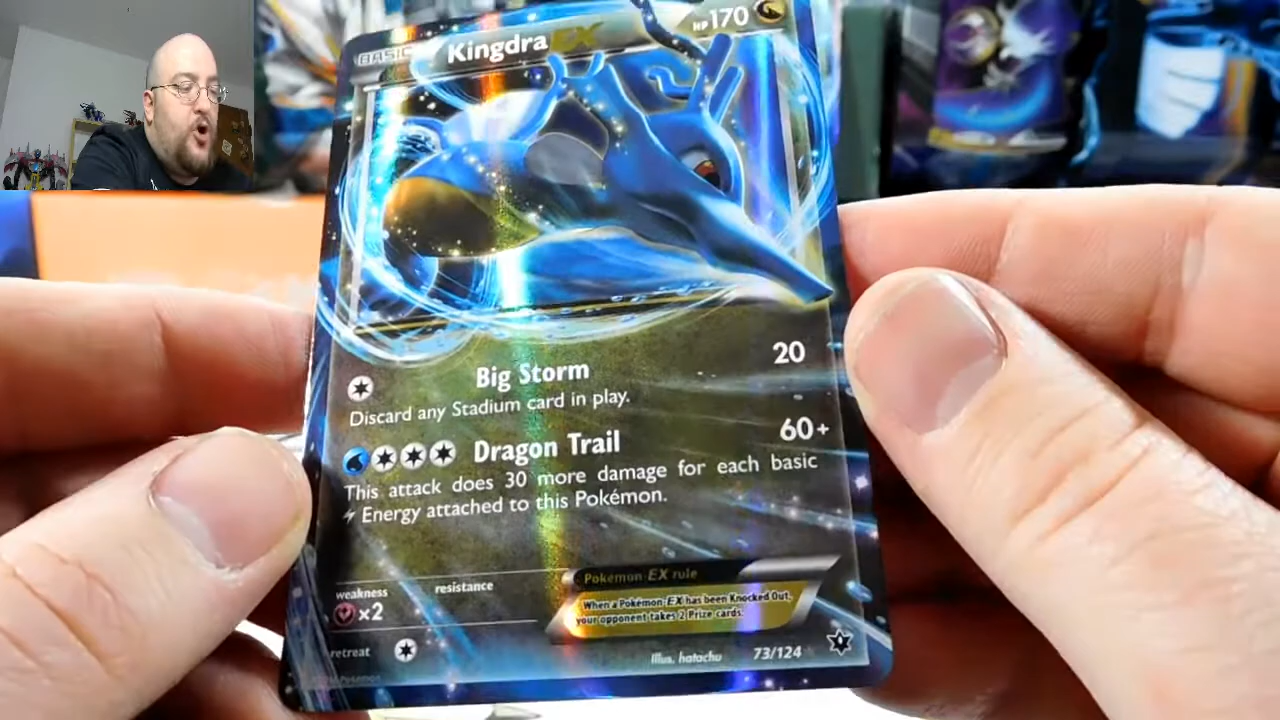 BASIC Kingdra EX HP 170
Big Storm 20
Discard any Stadium card in play.
Dragon Trail 60+
This attack does 30 more damage for each basic
Energy attached to this Pokémon.
weakness resistance
×2
Pokémon EX rule
When a Pokémon-EX has been Knocked Out,
your opponent takes 2 Prize cards.
retreat
Illus. hatachu 73/124